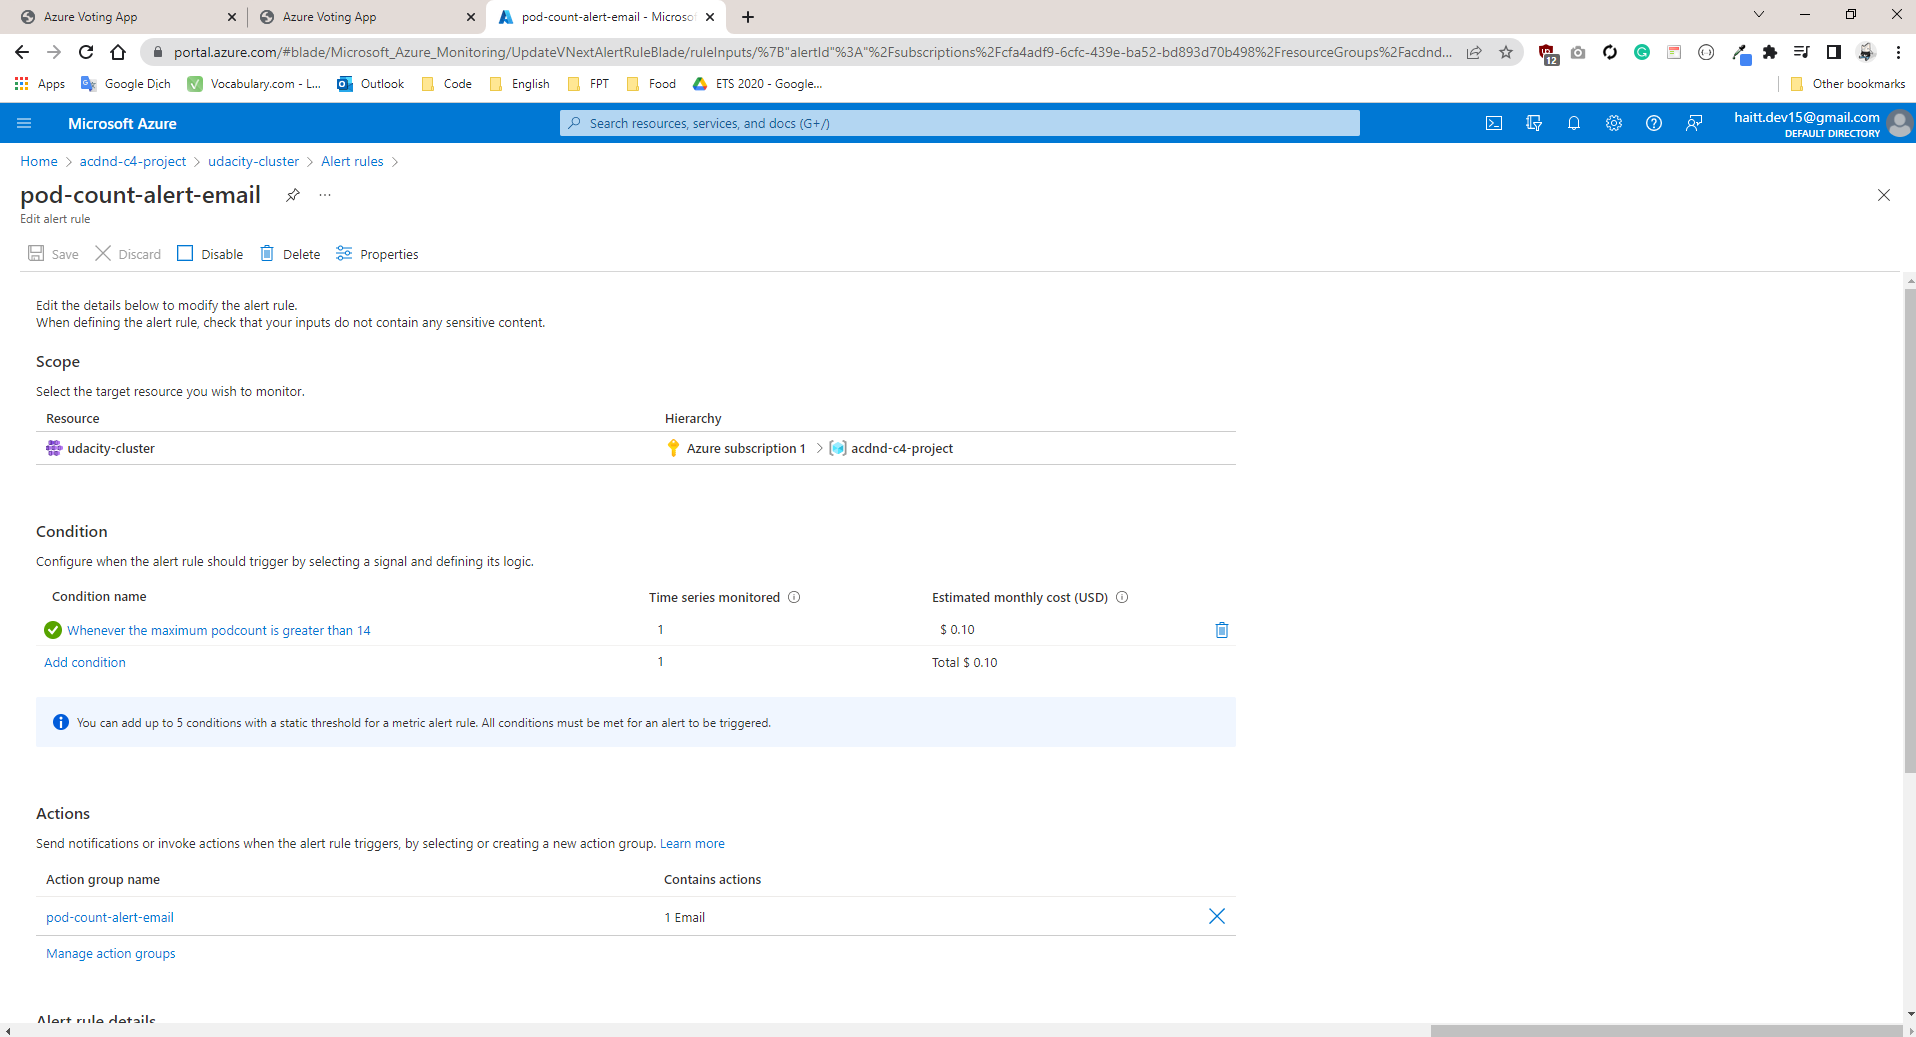 Azure Voting App
Azure Voting App
pod-count-alert-email - Microsof
portal.azure.com/#blade/Microsoft_Azure_Monitoring/UpdateVNextAlertRuleBlade/ruleInputs/%7B"alertId"%3A"%2Fsubscriptions%2Fcfa4adf9-6cfc-439e-ba52-bd893d70b498%2FresourceGroups%2Facdnd...
12
Apps
Google Dịch
Vocabulary.com - L...
Outlook
Code
English
FPT
Food
ETS 2020 - Google...
Other bookmarks
Microsoft Azure
Search resources, services, and docs (G+/)
haitt.dev15@gmail.com
DEFAULT DIRECTORY
Home > acdnd-c4-project > udacity-cluster > Alert rules >
pod-count-alert-email
...
Edit alert rule
Save
Discard
Disable
Delete
Properties
Edit the details below to modify the alert rule.
When defining the alert rule, check that your inputs do not contain any sensitive content.
Scope
Select the target resource you wish to monitor.
Resource
Hierarchy
udacity-cluster
Azure subscription 1 > acdnd-c4-project
Condition
Configure when the alert rule should trigger by selecting a signal and defining its logic.
Condition name
Time series monitored
Estimated monthly cost (USD)
Whenever the maximum podcount is greater than 14
1
$ 0.10
Add condition
1
Total $ 0.10
You can add up to 5 conditions with a static threshold for a metric alert rule. All conditions must be met for an alert to be triggered.
Actions
Send notifications or invoke actions when the alert rule triggers, by selecting or creating a new action group. Learn more
Action group name
Contains actions
pod-count-alert-email
1 Email
Manage action groups
Alert rule details